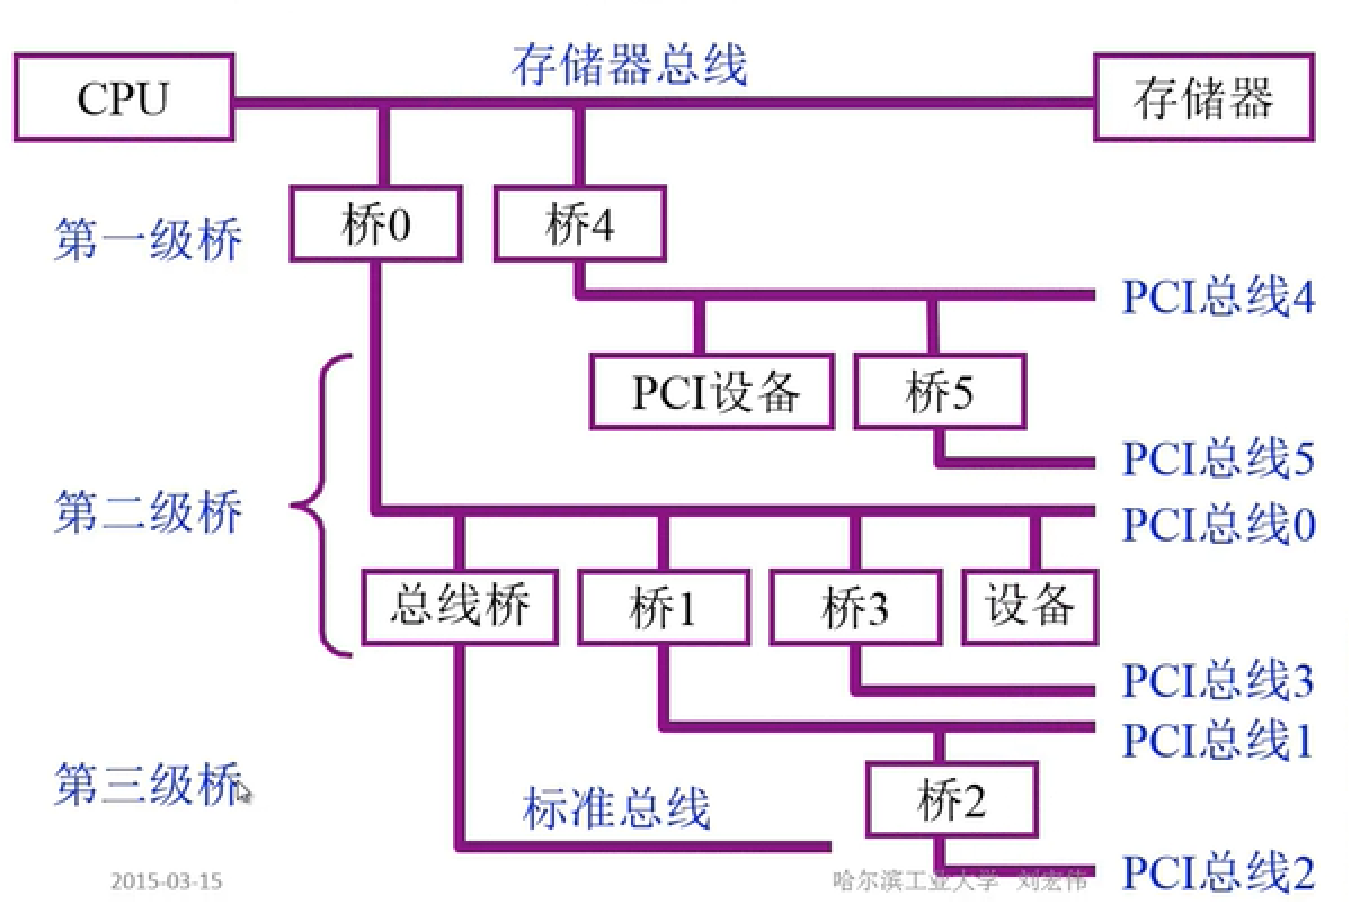 存储器总线
CPU
存储器
第一级桥
桥0
桥4
PCI总线4
PCI设备
桥5
PCI总线5
第二级桥
PCI总线0
总线桥
桥1
桥3
设备
PCI总线3
PCI总线1
第三级桥
桥2
标准总线
PCI总线2
2015-03-15
哈尔滨工业大学 刘宏伟